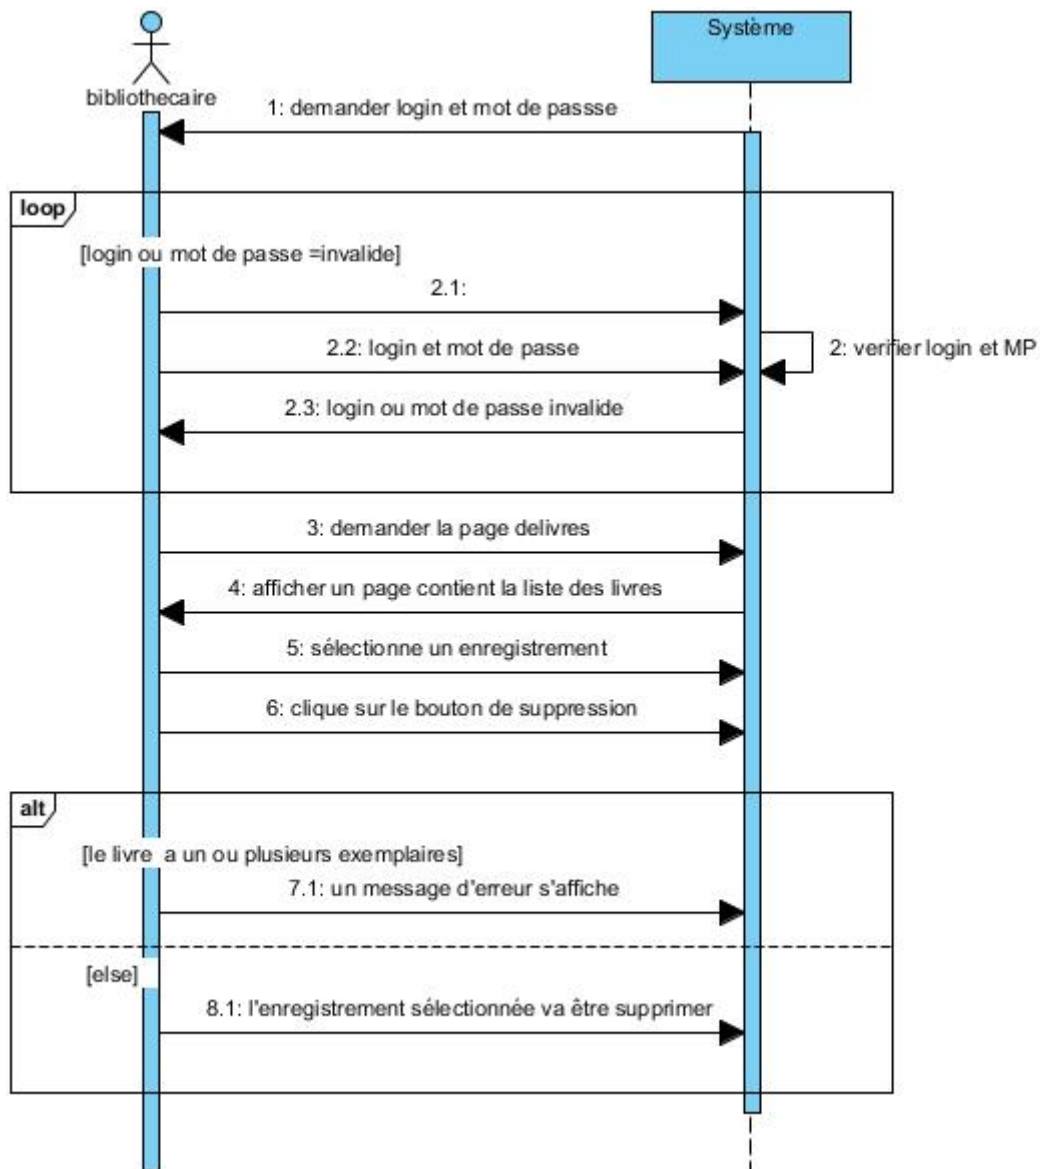 Système
bibliothecaire
1: demander login et mot de passse
loop
[login ou mot de passe =invalide]
2.1:
2.2: login et mot de passe
2: verifier login et MP
2.3: login ou mot de passe invalide
3: demander la page delivres
4: afficher un page contient la liste des livres
5: sélectionne un enregistrement
6: clique sur le bouton de suppression
alt
[le livre a un ou plusieurs exemplaires]
7.1: un message d'erreur s'affiche
[else]
8.1: l'enregistrement sélectionnée va être supprimer